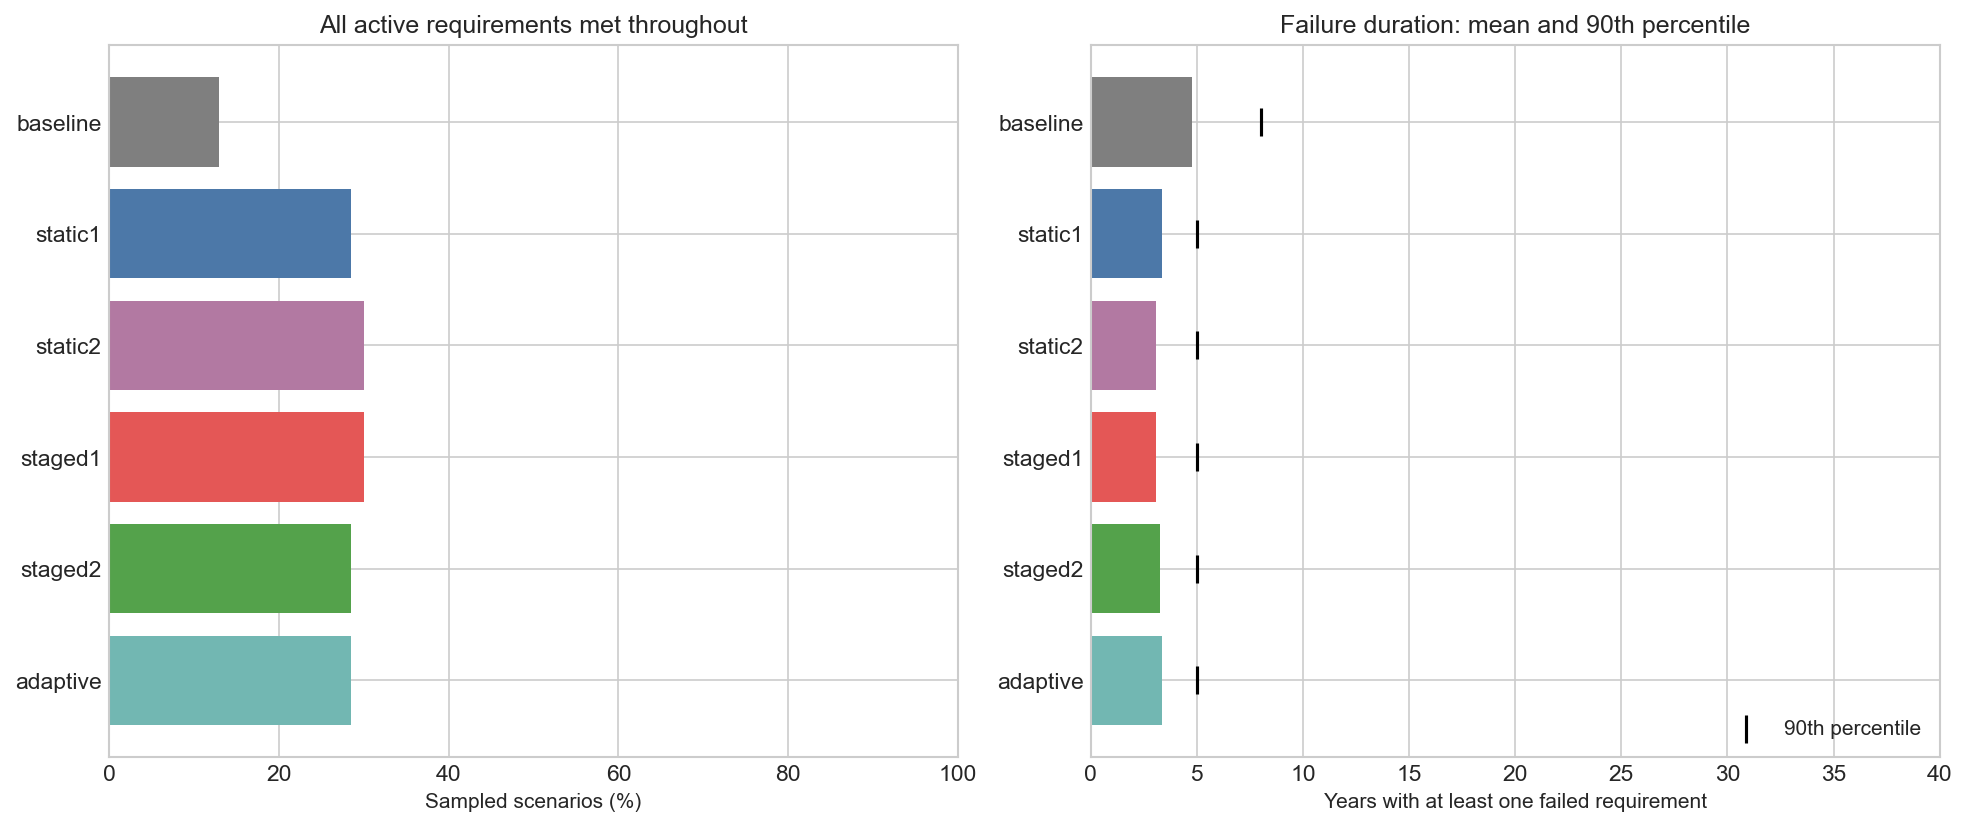 All active requirements met throughout
baseline
static1
static2
staged1
staged2
adaptive
0 20 40 60 80 100
Sampled scenarios (%)
Failure duration: mean and 90th percentile
baseline
static1
static2
staged1
staged2
adaptive
90th percentile
0 5 10 15 20 25 30 35 40
Years with at least one failed requirement